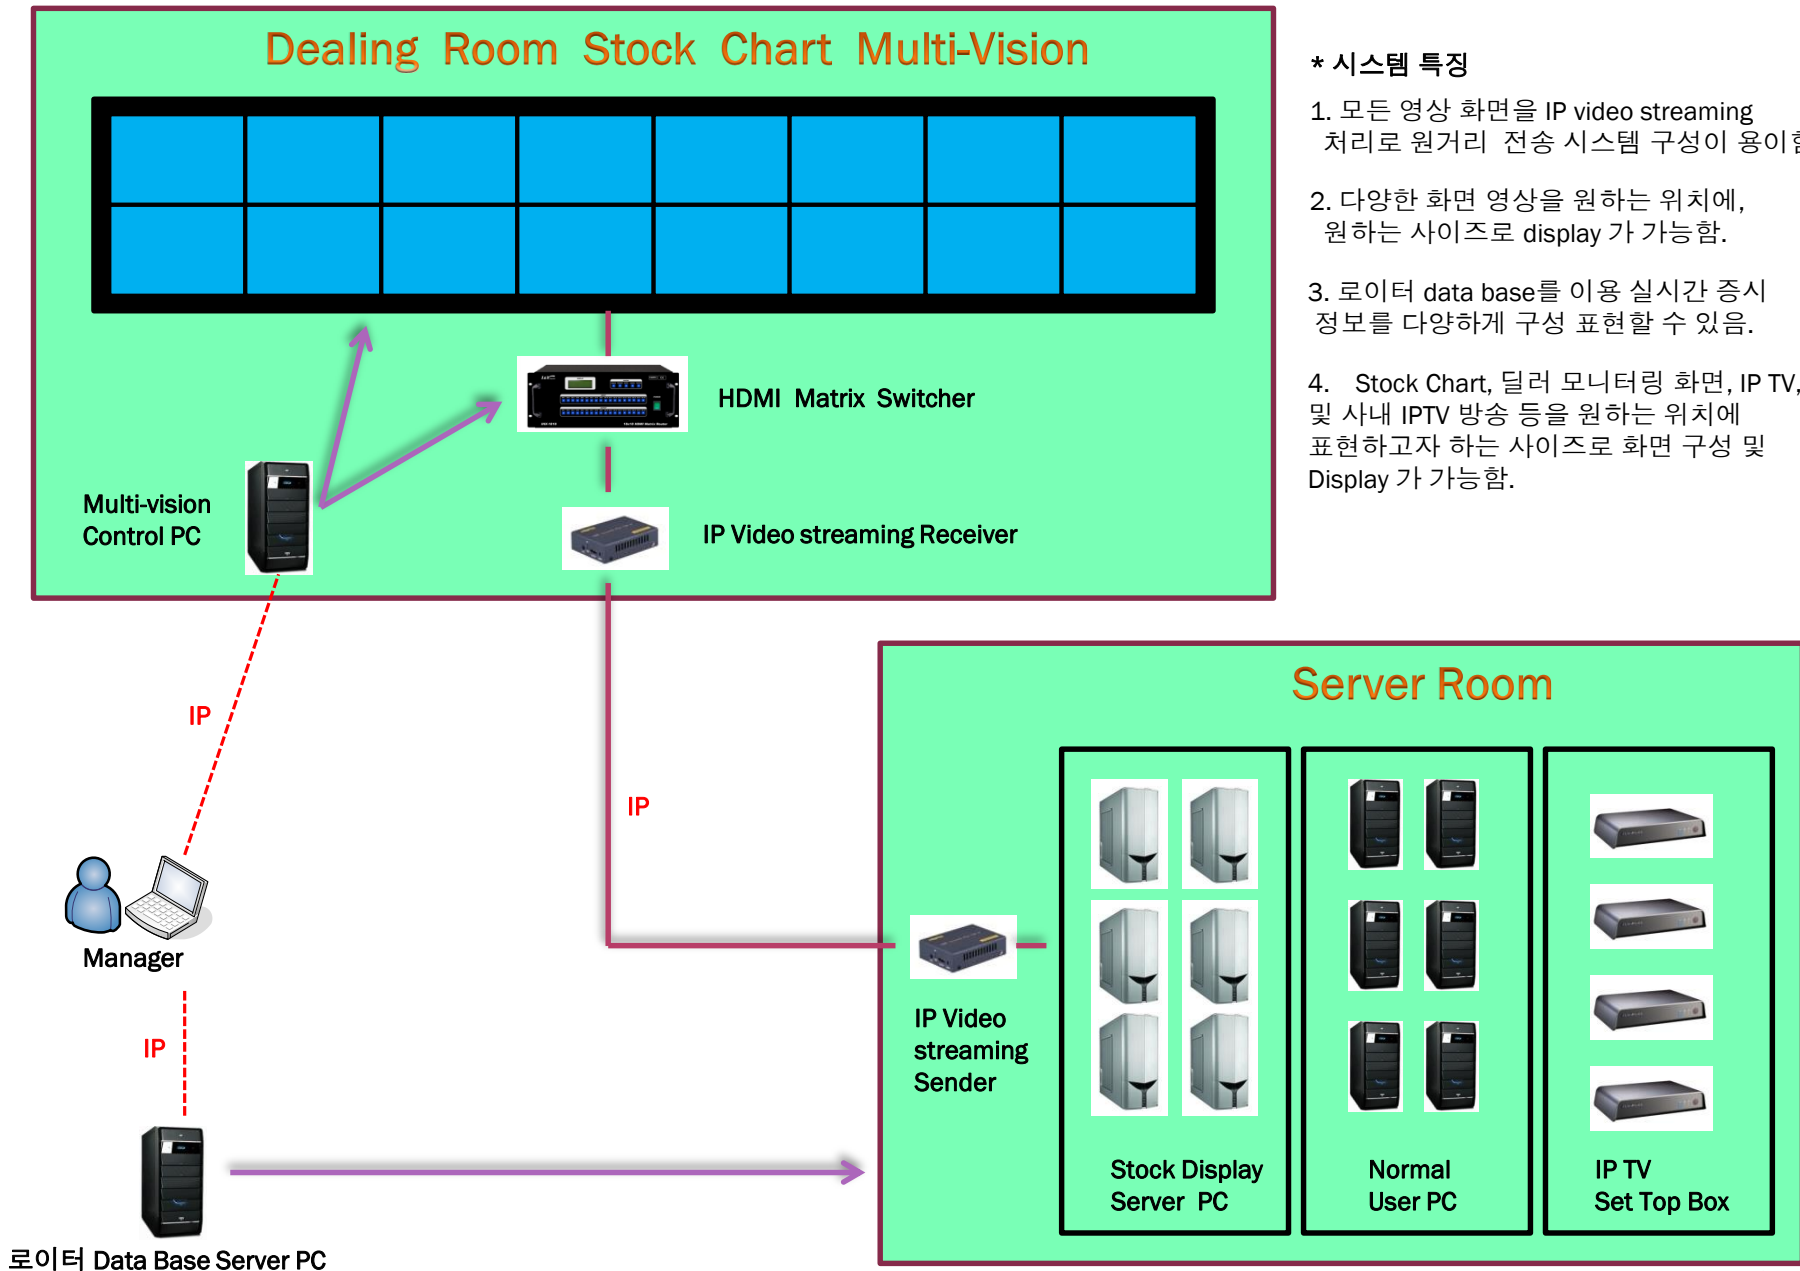 Dealing Room Stock Chart Multi-Vision
* 시스템 특징
1. 모든 영상 화면을 IP video streaming
처리로 원거리 전송 시스템 구성이 용이함
2. 다양한 화면 영상을 원하는 위치에,
원하는 사이즈로 display 가 가능함.
3. 로이터 data base를 이용 실시간 증시
정보를 다양하게 구성 표현할 수 있음.
4. Stock Chart, 딜러 모니터링 화면, IP TV,
및 사내 IPTV 방송 등을 원하는 위치에
표현하고자 하는 사이즈로 화면 구성 및
Display 가 가능함.
HDMI Matrix Switcher
Multi-vision
Control PC
IP Video streaming Receiver
IP
IP
Manager
IP
로이터 Data Base Server PC
Server Room
IP Video
streaming
Sender
Stock Display
Server PC
Normal
User PC
IP TV
Set Top Box